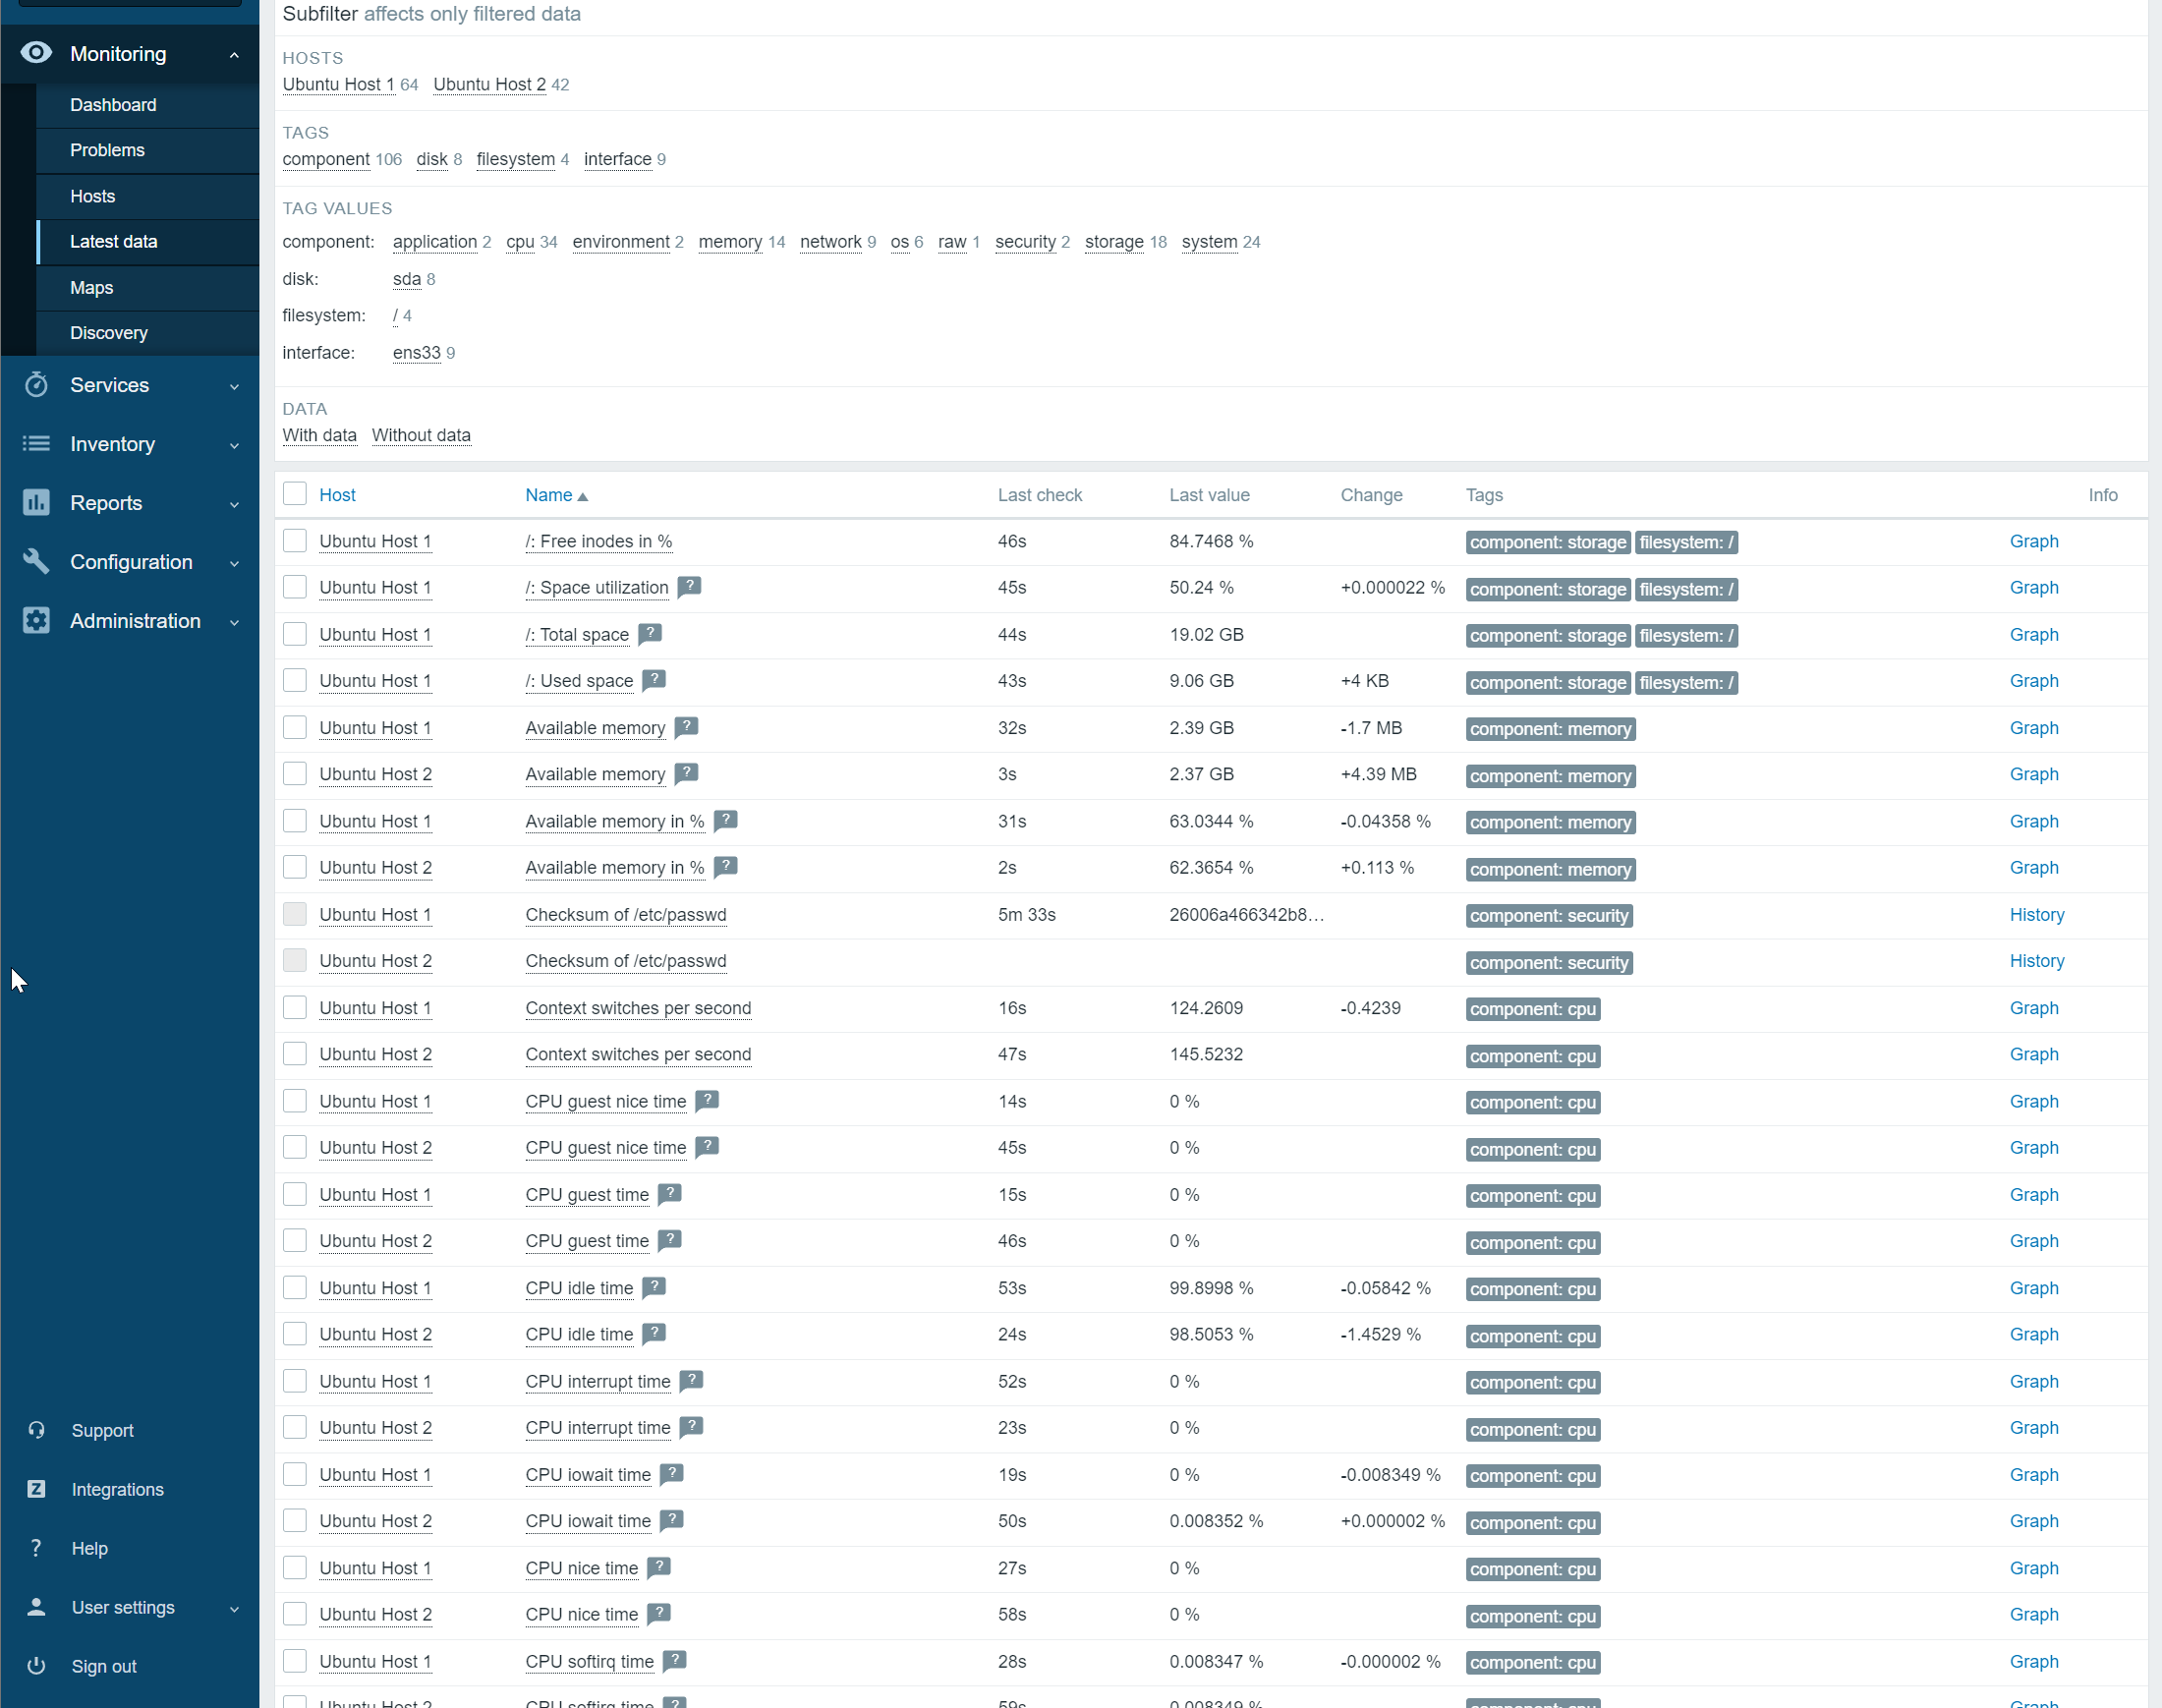 Monitoring
Dashboard
Problems
Hosts
Latest data
Maps
Discovery
Services
Inventory
Reports
Configuration
Administration
Support
Z Integrations
? Help
User settings
Sign out
Subfilter affects only filtered data
HOSTS
Ubuntu Host 1 64 Ubuntu Host 2 42
TAGS
component 106 disk 8 filesystem 4 interface 9
TAG VALUES
component: application 2 cpu 34 environment 2 memory 14 network 9 os 6 raw 1 security 2 storage 18 system 24
disk: sda 8
filesystem: / 4
interface: ens33 9
DATA
With data Without data
Host Name Last check Last value Change Tags Info
Ubuntu Host 1 /: Free inodes in % 46s 84.7468 % component: storage filesystem: / Graph
Ubuntu Host 1 /: Space utilization ? 45s 50.24 % +0.000022 % component: storage filesystem: / Graph
Ubuntu Host 1 /: Total space ? 44s 19.02 GB component: storage filesystem: / Graph
Ubuntu Host 1 /: Used space ? 43s 9.06 GB +4 KB component: storage filesystem: / Graph
Ubuntu Host 1 Available memory ? 32s 2.39 GB -1.7 MB component: memory Graph
Ubuntu Host 2 Available memory ? 3s 2.37 GB +4.39 MB component: memory Graph
Ubuntu Host 1 Available memory in % ? 31s 63.0344 % -0.04358 % component: memory Graph
Ubuntu Host 2 Available memory in % ? 2s 62.3654 % +0.113 % component: memory Graph
Ubuntu Host 1 Checksum of /etc/passwd 5m 33s 26006a466342b8... component: security History
Ubuntu Host 2 Checksum of /etc/passwd component: security History
Ubuntu Host 1 Context switches per second 16s 124.2609 -0.4239 component: cpu Graph
Ubuntu Host 2 Context switches per second 47s 145.5232 component: cpu Graph
Ubuntu Host 1 CPU guest nice time ? 14s 0 % component: cpu Graph
Ubuntu Host 2 CPU guest nice time ? 45s 0 % component: cpu Graph
Ubuntu Host 1 CPU guest time ? 15s 0 % component: cpu Graph
Ubuntu Host 2 CPU guest time ? 46s 0 % component: cpu Graph
Ubuntu Host 1 CPU idle time ? 53s 99.8998 % -0.05842 % component: cpu Graph
Ubuntu Host 2 CPU idle time ? 24s 98.5053 % -1.4529 % component: cpu Graph
Ubuntu Host 1 CPU interrupt time ? 52s 0 % component: cpu Graph
Ubuntu Host 2 CPU interrupt time ? 23s 0 % component: cpu Graph
Ubuntu Host 1 CPU iowait time ? 19s 0 % -0.008349 % component: cpu Graph
Ubuntu Host 2 CPU iowait time ? 50s 0.008352 % +0.000002 % component: cpu Graph
Ubuntu Host 1 CPU nice time ? 27s 0 % component: cpu Graph
Ubuntu Host 2 CPU nice time ? 58s 0 % component: cpu Graph
Ubuntu Host 1 CPU softirq time ? 28s 0.008347 % -0.000002 % component: cpu Graph
Ubuntu Host 2 CPU softirq time ? 59s 0.008349 % component: cpu Graph